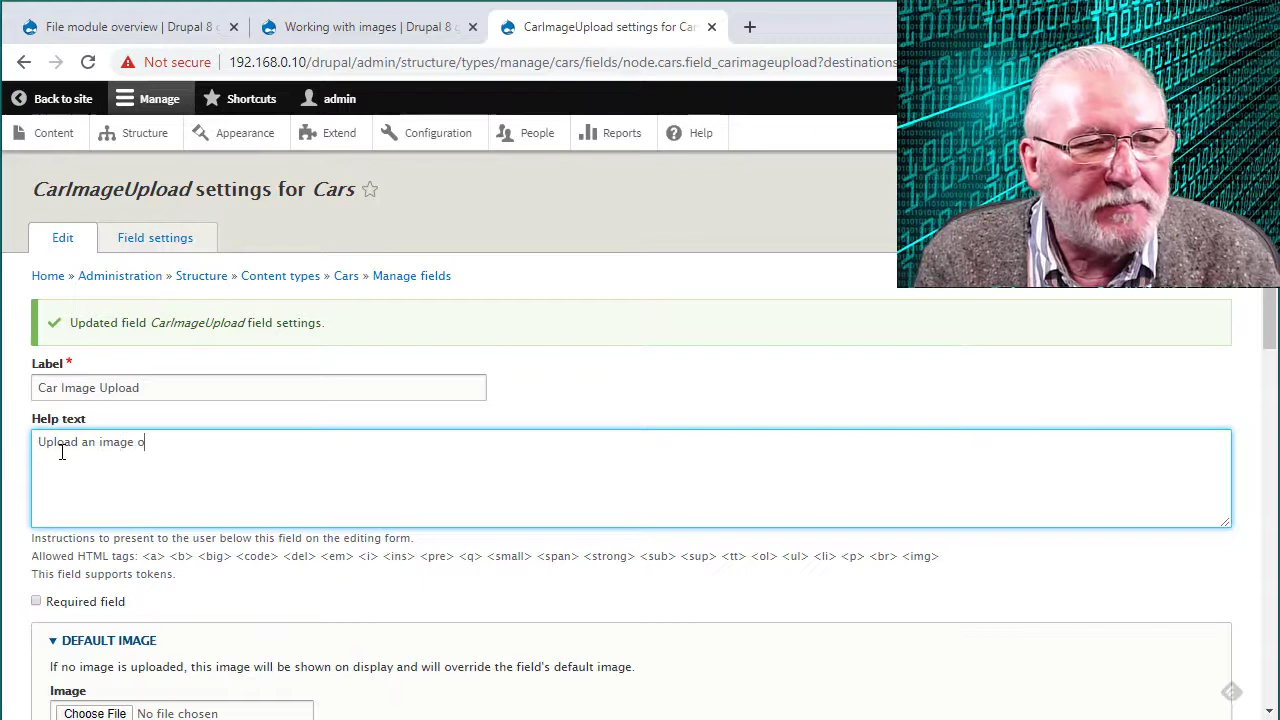 File module overview | Drupal 8 g
Working with images | Drupal 8 g
CarImageUpload settings for Car
Not secure 192.168.0.10/drupal/admin/structure/types/manage/cars/fields/node.cars.field_carimageupload?destinations
Back to site Manage Shortcuts admin
Content Structure Appearance Extend Configuration People Reports Help
CarImageUpload settings for Cars
Edit Field settings
Home » Administration » Structure » Content types » Cars » Manage fields
Updated field CarImageUpload field settings.
Label *
Car Image Upload
Help text
Upload an image o
Instructions to present to the user below this field on the editing form.
Allowed HTML tags: <a> <b> <big> <code> <del> <em> <i> <ins> <pre> <q> <small> <span> <strong> <sub> <sup> <tt> <ol> <ul> <li> <p> <br> <img>
This field supports tokens.
Required field
DEFAULT IMAGE
If no image is uploaded, this image will be shown on display and will override the field's default image.
Image
Choose File No file chosen